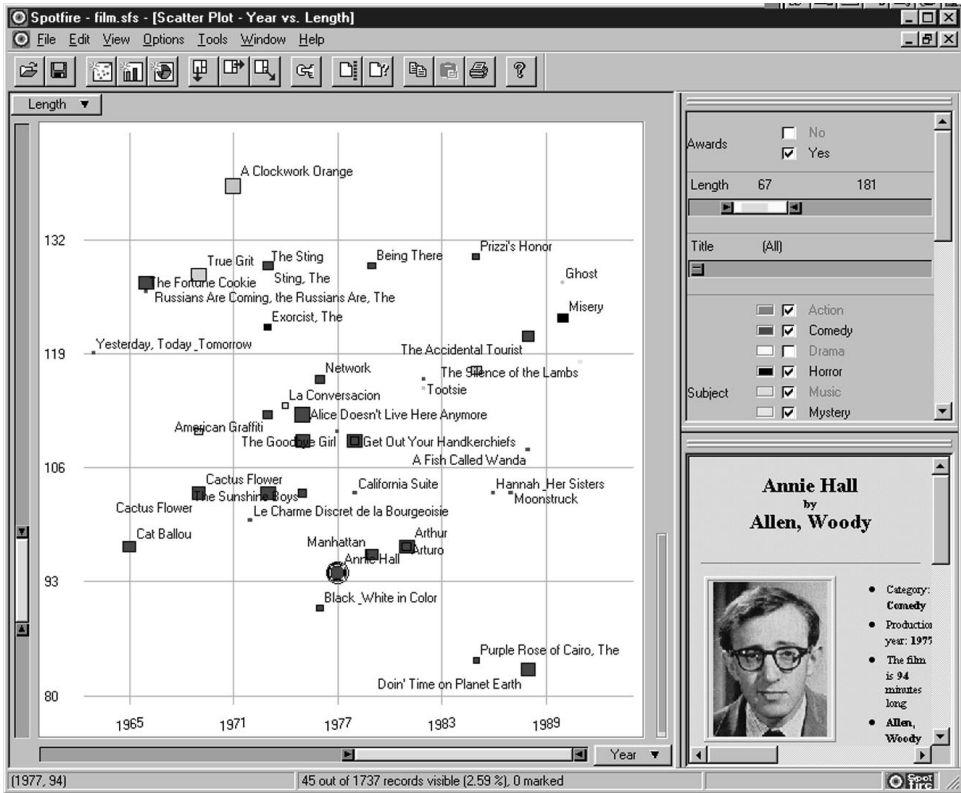 Spotfire - film.sfs - [Scatter Plot - Year vs. Length]
File Edit View Options Tools Window Help
Length
A Clockwork Orange
132
Prizzi's Honor
The Sting
Being There
True Grit
Sting, The
Ghost
The Fortune Cookie
Russians Are Coming, the Russians Are, The
Misery
Exorcist, The
Yesterday, Today_Tomorrow
119
The Accidental Tourist
Network
The Silence of the Lambs
Tootsie
La Conversacion
Alice Doesn't Live Here Anymore
American Graffiti
The Goodbye Girl
Get Out Your Handkerchiefs
A Fish Called Wanda
106
Cactus Flower
California Suite
Hannah_Her Sisters
The Sunshine Boys
Moonstruck
Cactus Flower
Le Charme Discret de la Bourgeoisie
Cat Ballou
Manhattan
Arthur
Arturo
Annie Hall
93
Black_White in Color
Purple Rose of Cairo, The
Doin' Time on Planet Earth
80
1965 1971 1977 1983 1989
Year
Awards
No
Yes
Length 67 181
Title (All)
Subject
Action
Comedy
Drama
Horror
Music
Mystery
Annie Hall
by
Allen, Woody
Category:
Comedy
Production
year: 1977
The film
is 94
minutes
long
Allen,
Woody
(1977, 94)
45 out of 1737 records visible (2.59 %), 0 marked
Spot
fire